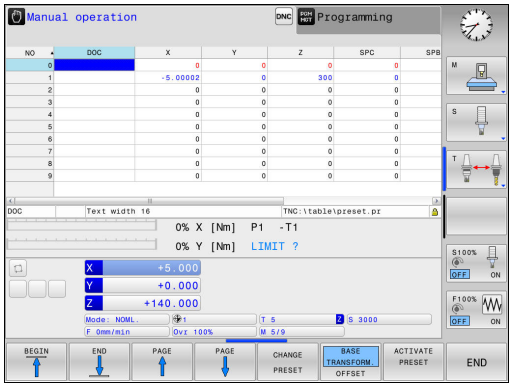 Manual operation DNC PGM MGT Programming
NO DOC X Y Z SPC SPB
0 0 0 0 0
1 -5.00002 0 300 0
2 0 0 0 0
3 0 0 0 0
4 0 0 0 0
5 0 0 0 0
6 0 0 0 0
7 0 0 0 0
8 0 0 0 0
9 0 0 0 0
M
S
T
DOC Text width 16 TNC:\table\preset.pr
0% X [Nm] P1 -T1
0% Y [Nm] LIMIT ?
S100%
OFF ON
X +5.000
Y +0.000
Z +140.000
Mode: NOML. 1 T 5 Z S 3000
F 0mm/min Ovr 100% M 5/9
F100% W
OFF ON
BEGIN
END
PAGE
PAGE
CHANGE PRESET
BASE TRANSFORM. OFFSET
ACTIVATE PRESET
END